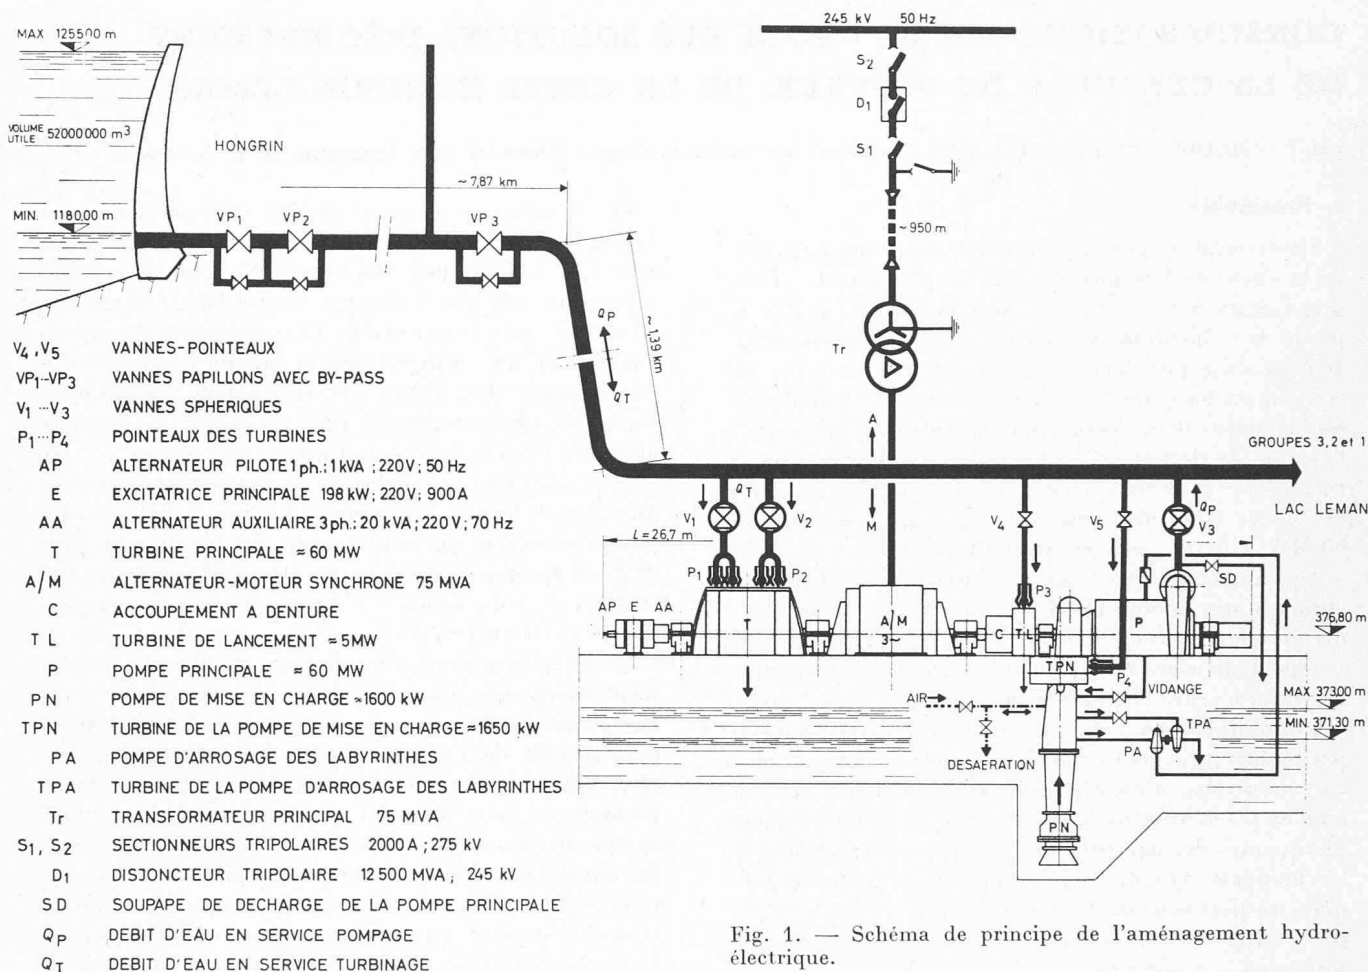 245 kV 50 Hz
MAX 1255,00 m
S2
D1
VOLUME UTILE 52000000 m³
HONGRIN
S1
~ 7,87 km
MIN. 1180,00 m
VP1 VP2 VP3
~ 950 m
QP
~ 1,39 km
QT
Tr
A
M
GROUPES 3,2 et 1
LAC LEMAN
QT
QP
V1 V2 V4 V5 V3
L = 26,7 m
P1 P2 P3
SD
AP E AA T A/M 3~ C TL P
376,80 m
TPN
P4
VIDANGE
AIR
MAX. 373,00 m
TPA
MIN 371,30 m
PA
DESAERATION
PN
V4, V5 VANNES-POINTEAUX
VP1...VP3 VANNES PAPILLONS AVEC BY-PASS
V1 ... V3 VANNES SPHERIQUES
P1 ... P4 POINTEAUX DES TURBINES
AP ALTERNATEUR PILOTE 1 ph.: 1 kVA ; 220V ; 50 Hz
E EXCITATRICE PRINCIPALE 198 kW ; 220 V ; 900 A
AA ALTERNATEUR AUXILIAIRE 3 ph.: 20 kVA ; 220 V ; 70 Hz
T TURBINE PRINCIPALE ≈ 60 MW
A/M ALTERNATEUR-MOTEUR SYNCHRONE 75 MVA
C ACCOUPLEMENT A DENTURE
TL TURBINE DE LANCEMENT ≈ 5MW
P POMPE PRINCIPALE ≈ 60 MW
PN POMPE DE MISE EN CHARGE ≈1600 kW
TPN TURBINE DE LA POMPE DE MISE EN CHARGE ≈1650 kW
PA POMPE D'ARROSAGE DES LABYRINTHES
TPA TURBINE DE LA POMPE D'ARROSAGE DES LABYRINTHES
Tr TRANSFORMATEUR PRINCIPAL 75 MVA
S1, S2 SECTIONNEURS TRIPOLAIRES 2000 A ; 275 kV
D1 DISJONCTEUR TRIPOLAIRE 12 500 MVA ; 245 kV
SD SOUPAPE DE DECHARGE DE LA POMPE PRINCIPALE
QP DEBIT D'EAU EN SERVICE POMPAGE
QT DEBIT D'EAU EN SERVICE TURBINAGE
Fig. 1. — Schéma de principe de l'aménagement hydro-
électrique.